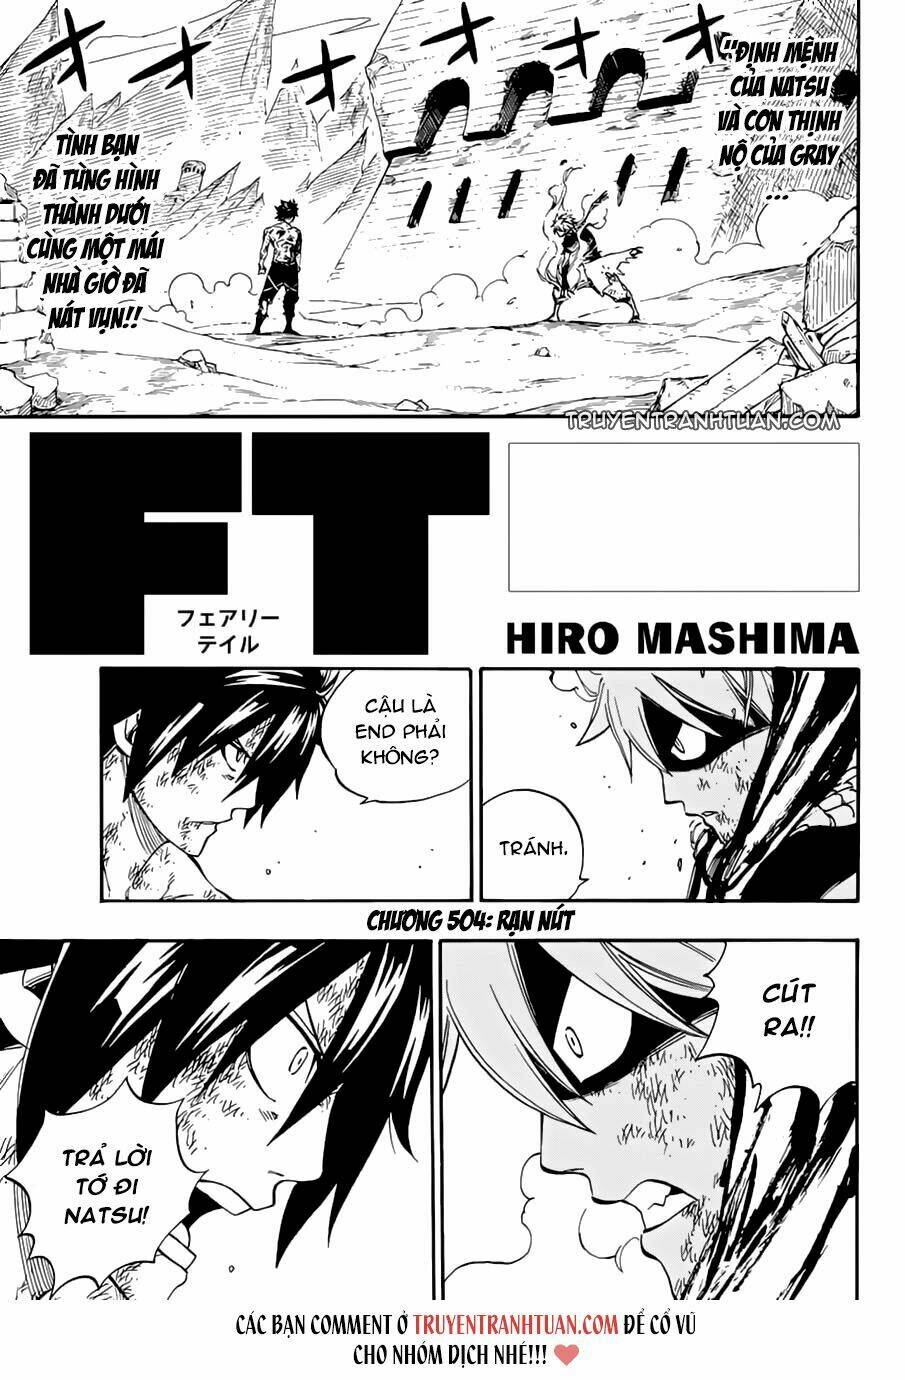 "ĐỊNH MỆNH
CỦA NATSU
VÀ CƠN THỊNH
NỘ CỦA GRAY
...
TÌNH BẠN
ĐÃ TỪNG HÌNH
THÀNH DƯỚI
CÙNG MỘT MÁI
NHÀ GIỜ ĐÃ
NÁT VỤN!!
TRUYENTRANHTUAN.COM
FT
フェアリー
テイル
HIRO MASHIMA
CẬU LÀ
END PHẢI
KHÔNG?
TRÁNH.
CHƯƠNG 504: RẠN NỨT
CÚT
RA!!
TRẢ LỜI
TỚ ĐI
NATSU!
CÁC BẠN COMMENT Ở TRUYENTRANHTUAN.COM ĐỂ CỔ VŨ
CHO NHÓM DỊCH NHÉ!!! ❤